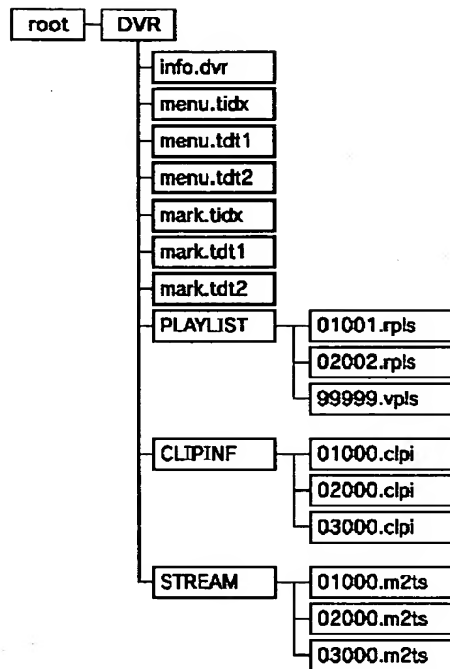 root DVR
info.dvr
menu.tidx
menu.tdt1
menu.tdt2
mark.tidx
mark.tdt1
mark.tdt2
PLAYLIST 01001.rpls
02002.rpls
99999.vpls
CLIPINF 01000.clpi
02000.clpi
03000.clpi
STREAM 01000.m2ts
02000.m2ts
03000.m2ts